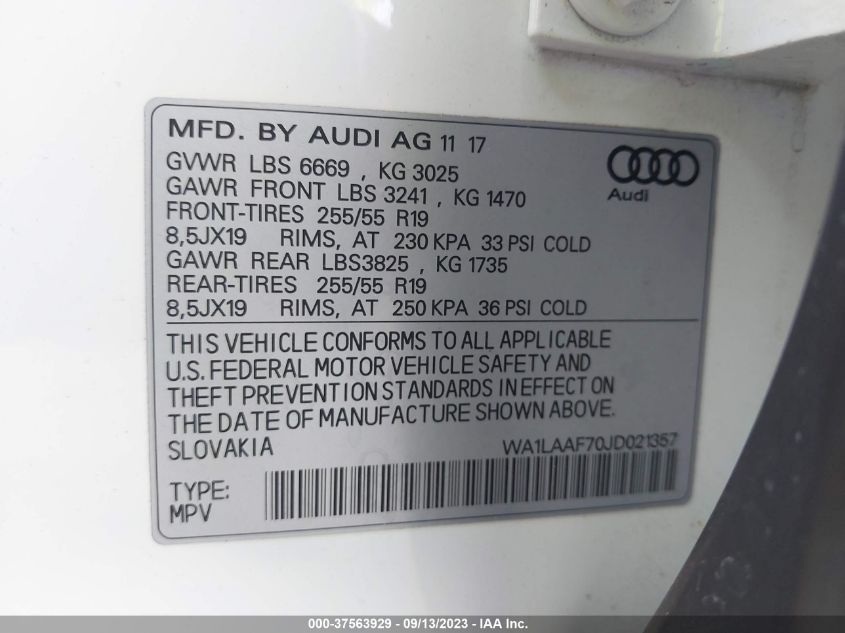 MFD. BY AUDI AG 11 17
GVWR LBS 6669 , KG 3025
GAWR FRONT LBS 3241 , KG 1470
FRONT-TIRES 255/55 R19
8,5JX19 RIMS, AT 230 KPA 33 PSI COLD
GAWR REAR LBS3825 , KG 1735
REAR-TIRES 255/55 R19
8,5JX19 RIMS, AT 250 KPA 36 PSI COLD
Audi
THIS VEHICLE CONFORMS TO ALL APPLICABLE
U.S. FEDERAL MOTOR VEHICLE SAFETY AND
THEFT PREVENTION STANDARDS IN EFFECT ON
THE DATE OF MANUFACTURE SHOWN ABOVE.
SLOVAKIA WA1LAAF70JD021357
TYPE:
MPV
000-37563929 - 09/13/2023 - IAA Inc.